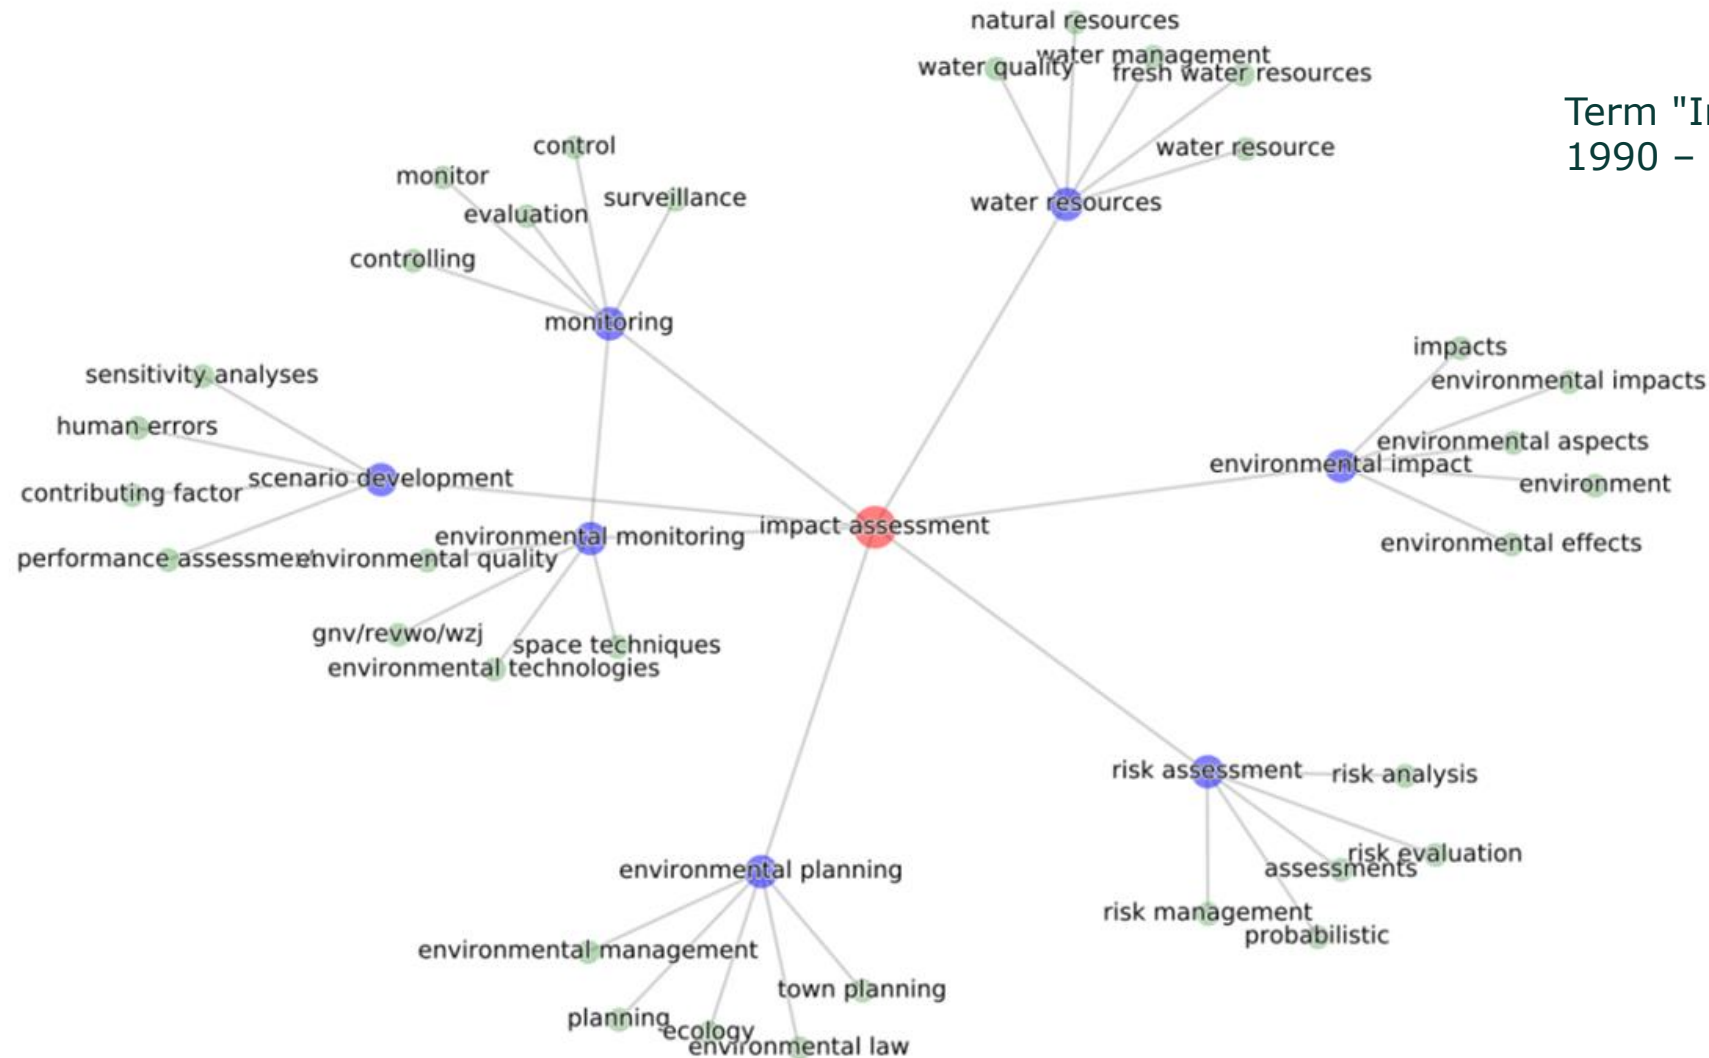 natural resources
water management
water quality
fresh water resources
Term "I
1990 –
control
water resource
monitor
surveillance
water resources
evaluation
controlling
monitoring
impacts
sensitivity analyses
environmental impacts
human errors
environmental aspects
environmental impact
scenario development
environment
contributing factor
impact assessment
environmental monitoring
environmental effects
performance assessment
environmental quality
gnv/revwo/wzj
space techniques
environmental technologies
risk assessment
risk analysis
risk evaluation
assessments
environmental planning
risk management
probabilistic
environmental management
town planning
planning
ecology
environmental law